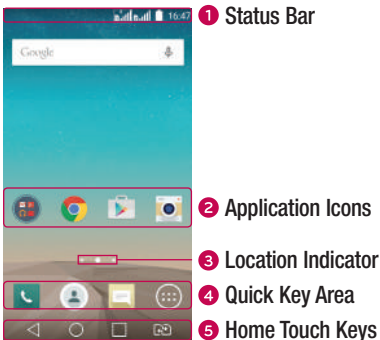 16:47
1 Status Bar
Google
2 Application Icons
3 Location Indicator
4 Quick Key Area
5 Home Touch Keys